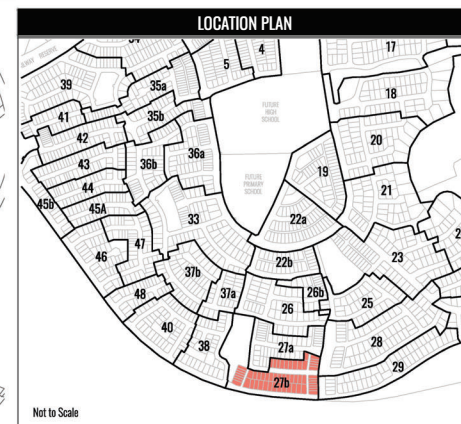 LOCATION PLAN
34
5
4
17
39
35a
18
41
35b
42
FUTURE
HIGH
SCHOOL
20
43
36b
36a
44
FUTURE
PRIMARY
SCHOOL
19
21
45b
45A
33
22a
46
47
22b
23
37b
37a
26b
48
26
25
40
38
27a
28
27b
29
Not to Scale